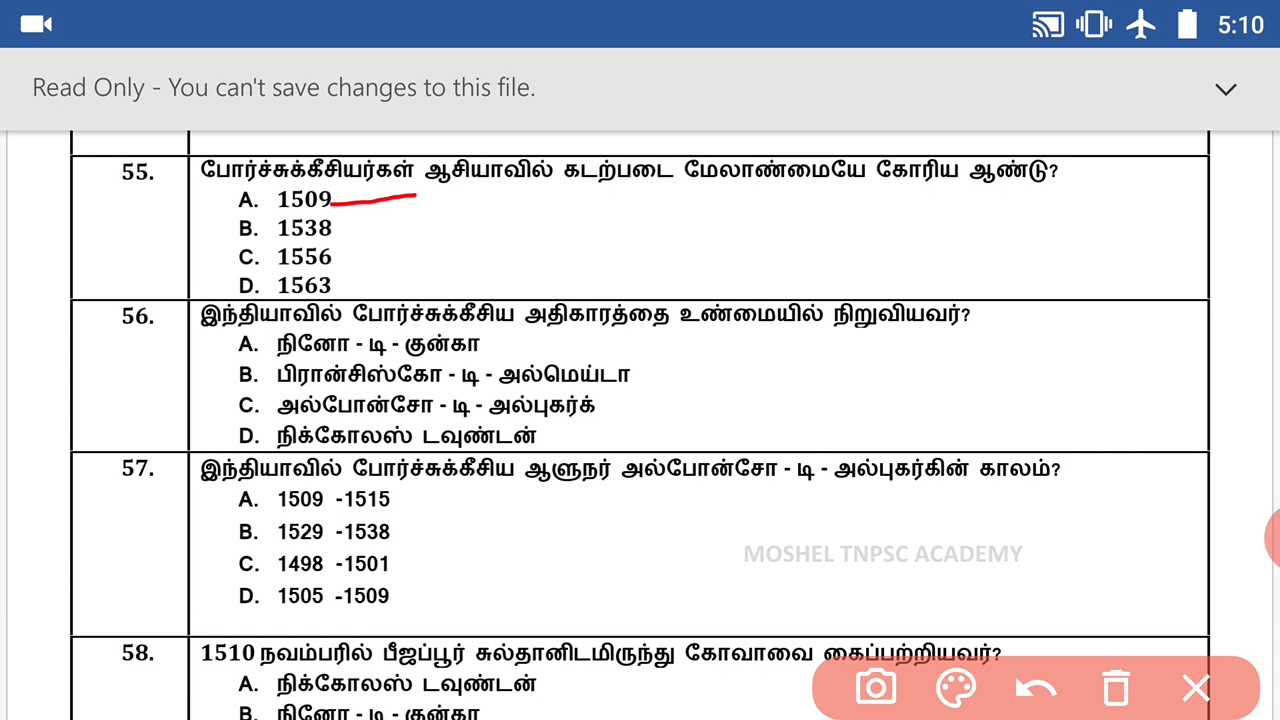 5:10
Read Only - You can't save changes to this file.
55. போர்ச்சுக்கீசியர்கள் ஆசியாவில் கடற்படை மேலாண்மையே கோரிய ஆண்டு?
A. 1509
B. 1538
C. 1556
D. 1563
56. இந்தியாவில் போர்ச்சுக்கீசிய அதிகாரத்தை உண்மையில் நிறுவியவர்?
A. நினோ - டி - குன்கா
B. பிரான்சிஸ்கோ - டி - அல்மெய்டா
C. அல்போன்சோ - டி - அல்புகர்க்
D. நிக்கோலஸ் டவுண்டன்
57. இந்தியாவில் போர்ச்சுக்கீசிய ஆளுநர் அல்போன்சோ - டி - அல்புகர்கின் காலம்?
A. 1509 -1515
B. 1529 -1538
MOSHEL TNPSC ACADEMY
C. 1498 -1501
D. 1505 -1509
58. 1510 நவம்பரில் பீஜப்பூர் சுல்தானிடமிருந்து கோவாவை கைப்பற்றியவர்?
A. நிக்கோலஸ் டவுண்டன்
B. நினோ - டி - குன்கா